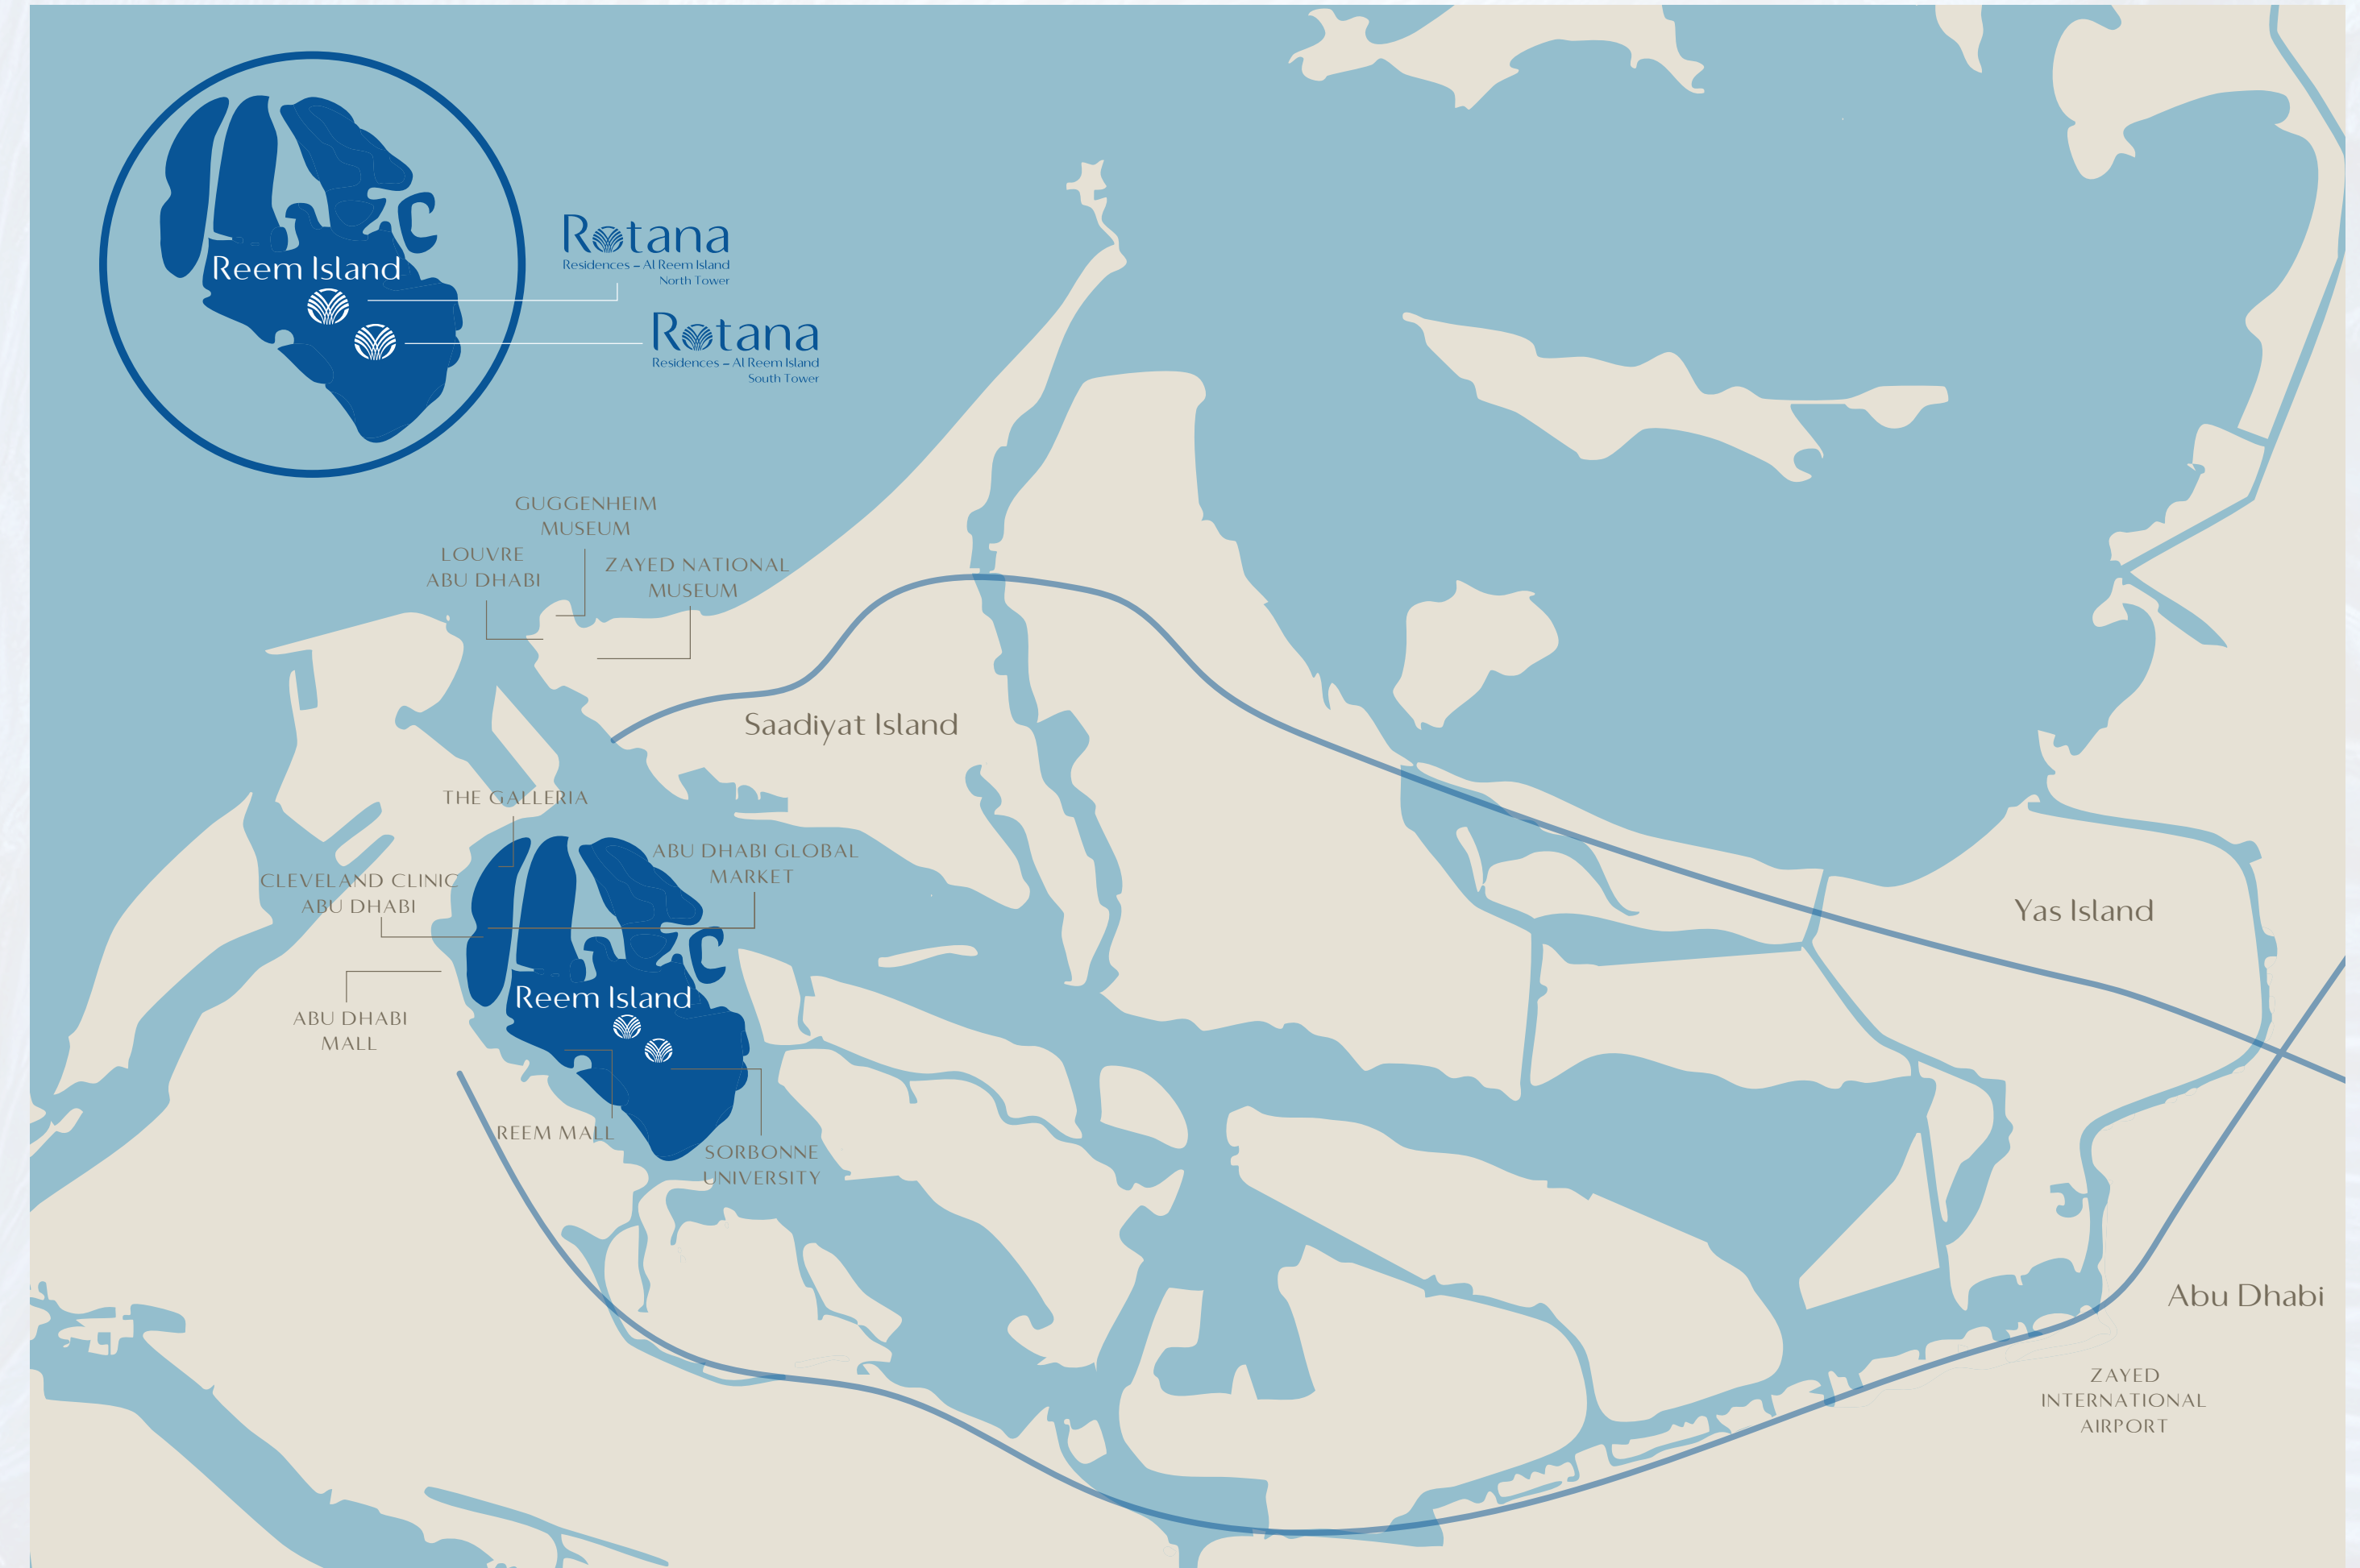 Reem Island
Rotana
Residences – Al Reem Island
North Tower
Rotana
Residences – Al Reem Island
South Tower
GUGGENHEIM
MUSEUM
LOUVRE
ABU DHABI
ZAYED NATIONAL
MUSEUM
Saadiyat Island
THE GALLERIA
ABU DHABI GLOBAL
MARKET
CLEVELAND CLINIC
ABU DHABI
Yas Island
Reem Island
ABU DHABI
MALL
REEM MALL
SORBONNE
UNIVERSITY
Abu Dhabi
ZAYED
INTERNATIONAL
AIRPORT